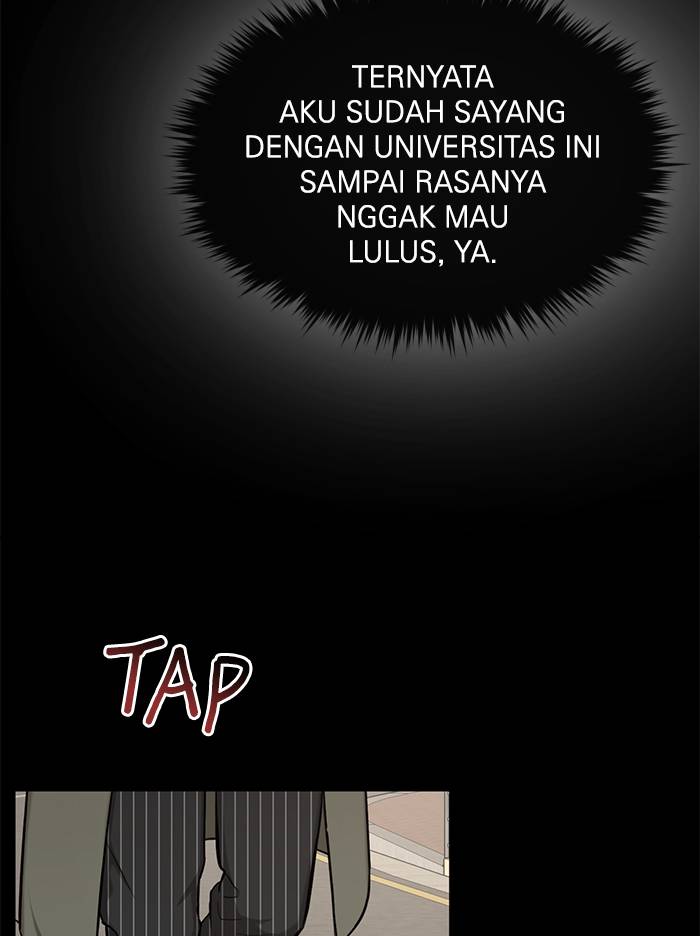 TERNYATA
AKU SUDAH SAYANG
DENGAN UNIVERSITAS INI
SAMPAI RASANYA
NGGAK MAU
LULUS, YA.
TAP